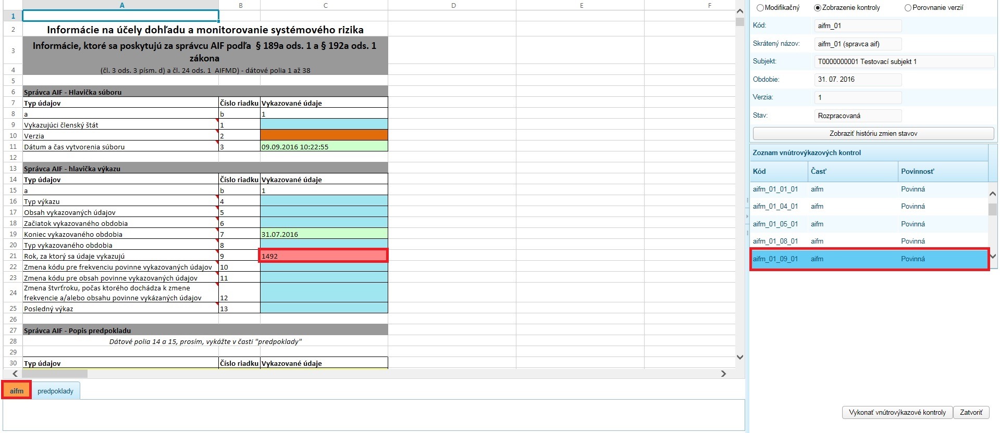 A B C D E F
1
2 Informácie na účely dohľadu a monitorovanie systémového rizika
3 Informácie, ktoré sa poskytujú za správcu AIF podľa § 189a ods. 1 a § 192a ods. 1
zákona
4 (čl. 3 ods. 3 písm. d) a čl. 24 ods. 1 AIFMD) - dátové polia 1 až 38
5
6 Správca AIF - Hlavička súboru
7 Typ údajov Číslo riadku Vykazované údaje
8 a b 1
9 Vykazujúci členský štát 1
10 Verzia 2
11 Dátum a čas vytvorenia súboru 3 09.09.2016 10:22:55
12
13 Správca AIF - hlavička výkazu
14 Typ údajov Číslo riadku Vykazované údaje
15 a b 1
16 Typ výkazu 4
17 Obsah vykazovaných údajov 5
18 Začiatok vykazovaného obdobia 6
19 Koniec vykazovaného obdobia 7 31.07.2016
20 Typ vykazovaného obdobia 8
21 Rok, za ktorý sa údaje vykazujú 9 1492
22 Zmena kódu pre frekvenciu povinne vykazovaných údajov 10
23 Zmena kódu pre obsah povinne vykazovaných údajov 11
24 Zmena štvrťroku, počas ktorého dochádza k zmene
frekvencie a/alebo obsahu povinne vykázaných údajov 12
25 Posledný výkaz 13
26
27 Správca AIF - Popis predpokladu
28 Dátové polia 14 a 15, prosím, vykážte v časti "predpoklady"
29
30 Typ údajov Číslo riadku Vykazované údaje
aifm predpoklady
Modifikačný Zobrazenie kontroly Porovnanie verzií
Kód: aifm_01
Skrátený názov: aifm_01 (spravca aif)
Subjekt: T0000000001 Testovací subjekt 1
Obdobie: 31. 07. 2016
Verzia: 1
Stav: Rozpracovaná
Zobraziť históriu zmien stavov
Zoznam vnútrovýkazových kontrol
Kód Časť Povinnosť
aifm_01_01_01 aifm Povinná
aifm_01_04_01 aifm Povinná
aifm_01_05_01 aifm Povinná
aifm_01_08_01 aifm Povinná
aifm_01_09_01 aifm Povinná
Vykonať vnútrovýkazové kontroly Zatvoriť